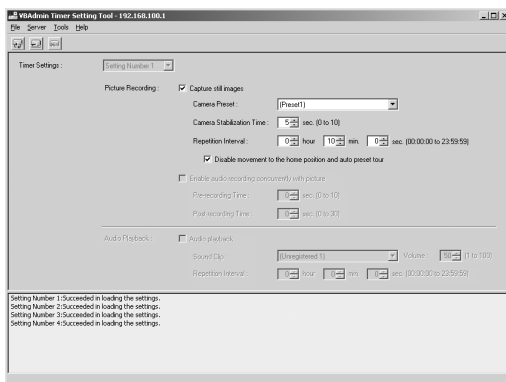 VBAdmin Timer Setting Tool - 192.168.100.1
File Server Tools Help
Timer Settings : Setting Number 1
Picture Recording : Capture still images
Camera Preset : (Preset1)
Camera Stabilization Time : 5 sec. (0 to 10)
Repetition Interval : 0 hour 10 min. 0 sec. (00:00:00 to 23:59:59)
Disable movement to the home position and auto preset tour
Enable audio recording concurrently with picture
Pre-recording Time : 0 sec. (0 to 10)
Post recording Time : 0 sec. (0 to 30)
Audio Playback : Audio playback
Sound Clip : (Unregistered 1) Volume : 50 (1 to 100)
Repetition Interval : 0 hour 0 min. 0 sec. (00:00:00 to 23:59:59)
Setting Number 1:Succeeded in loading the settings.
Setting Number 2:Succeeded in loading the settings.
Setting Number 3:Succeeded in loading the settings.
Setting Number 4:Succeeded in loading the settings.